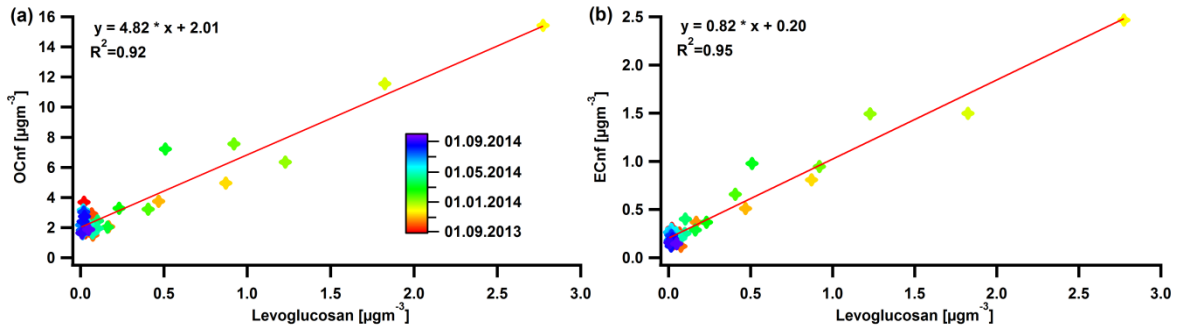 (a)
y = 4.82 * x + 2.01
R²=0.92
16
14
12
10
8
6
4
2
0
OCnf [µgm⁻³]
01.09.2014
01.05.2014
01.01.2014
01.09.2013
0.0 0.5 1.0 1.5 2.0 2.5 3.0
Levoglucosan [µgm⁻³]
(b)
y = 0.82 * x + 0.20
R²=0.95
2.5
2.0
1.5
1.0
0.5
0.0
ECnf [µgm⁻³]
0.0 0.5 1.0 1.5 2.0 2.5 3.0
Levoglucosan [µgm⁻³]